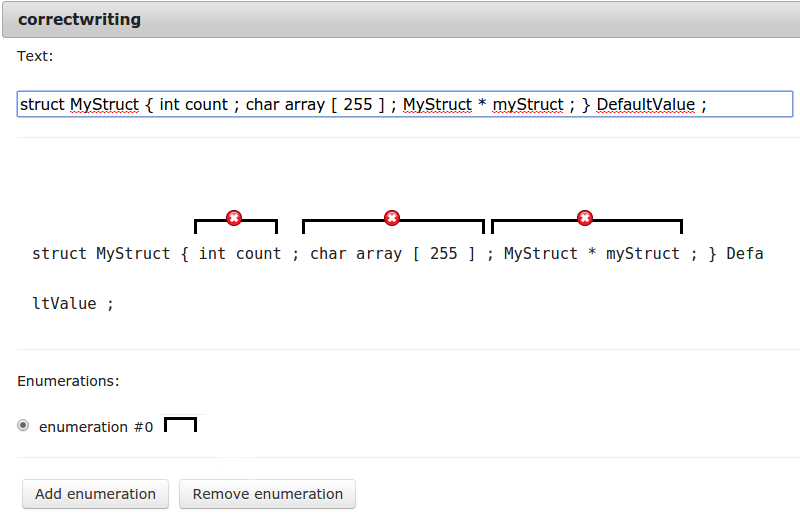 correctwriting
Text:
struct MyStruct { int count ; char array [ 255 ] ; MyStruct * myStruct ; } DefaultValue ;
struct MyStruct { int count ; char array [ 255 ] ; MyStruct * myStruct ; } Defa
ltValue ;
Enumerations:
enumeration #0
Add enumeration Remove enumeration